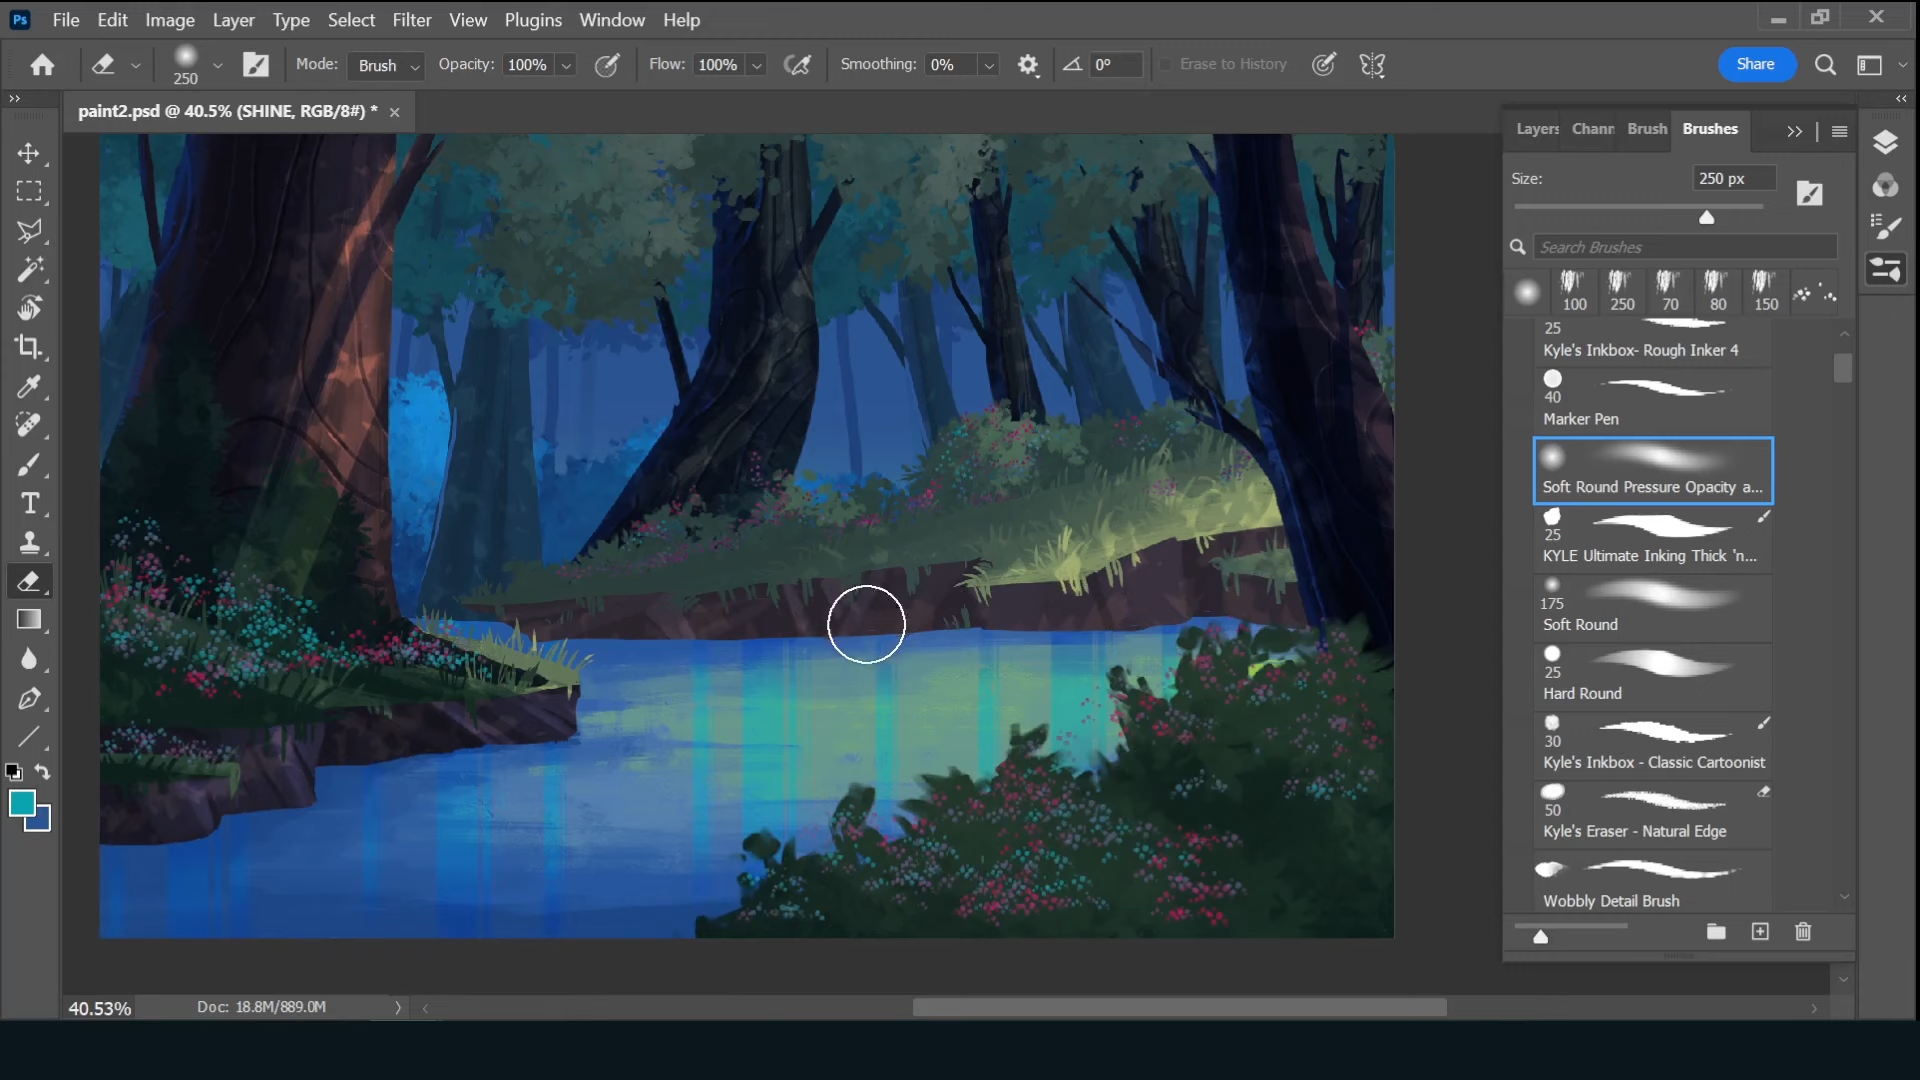 Ps File Edit Image Layer Type Select Filter View Plugins Window Help
250 Mode: Brush Opacity: 100% Flow: 100% Smoothing: 0% 0° Erase to History Share
paint2.psd @ 40.5% (SHINE, RGB/8#) *
Layers Chann Brush Brushes
Size: 250 px
Search Brushes
100 250 70 80 150
25
Kyle's Inkbox- Rough Inker 4
40
Marker Pen
Soft Round Pressure Opacity a...
25
KYLE Ultimate Inking Thick 'n...
175
Soft Round
25
Hard Round
30
Kyle's Inkbox - Classic Cartoonist
50
Kyle's Eraser - Natural Edge
Wobbly Detail Brush
40.53% Doc: 18.8M/889.0M